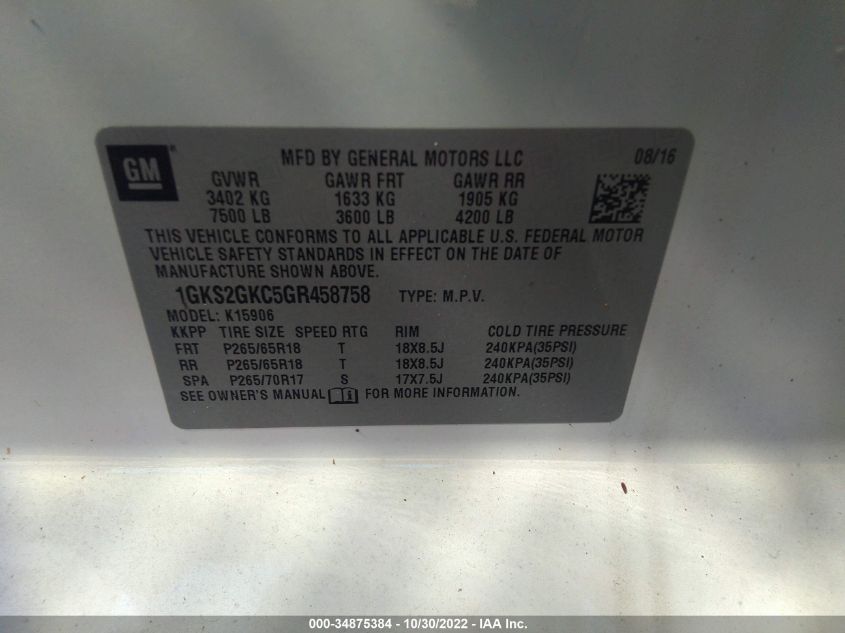 GM
MFD BY GENERAL MOTORS LLC 08/16
GVWR GAWR FRT GAWR RR
3402 KG 1633 KG 1905 KG
7500 LB 3600 LB 4200 LB
THIS VEHICLE CONFORMS TO ALL APPLICABLE U.S. FEDERAL MOTOR
VEHICLE SAFETY STANDARDS IN EFFECT ON THE DATE OF
MANUFACTURE SHOWN ABOVE.
1GKS2GKC5GR458758 TYPE: M.P.V.
MODEL: K15906
KKPP TIRE SIZE SPEED RTG RIM COLD TIRE PRESSURE
FRT P265/65R18 T 18X8.5J 240KPA(35PSI)
RR P265/65R18 T 18X8.5J 240KPA(35PSI)
SPA P265/70R17 S 17X7.5J 240KPA(35PSI)
SEE OWNER'S MANUAL FOR MORE INFORMATION.
000-34875384 - 10/30/2022 - IAA Inc.